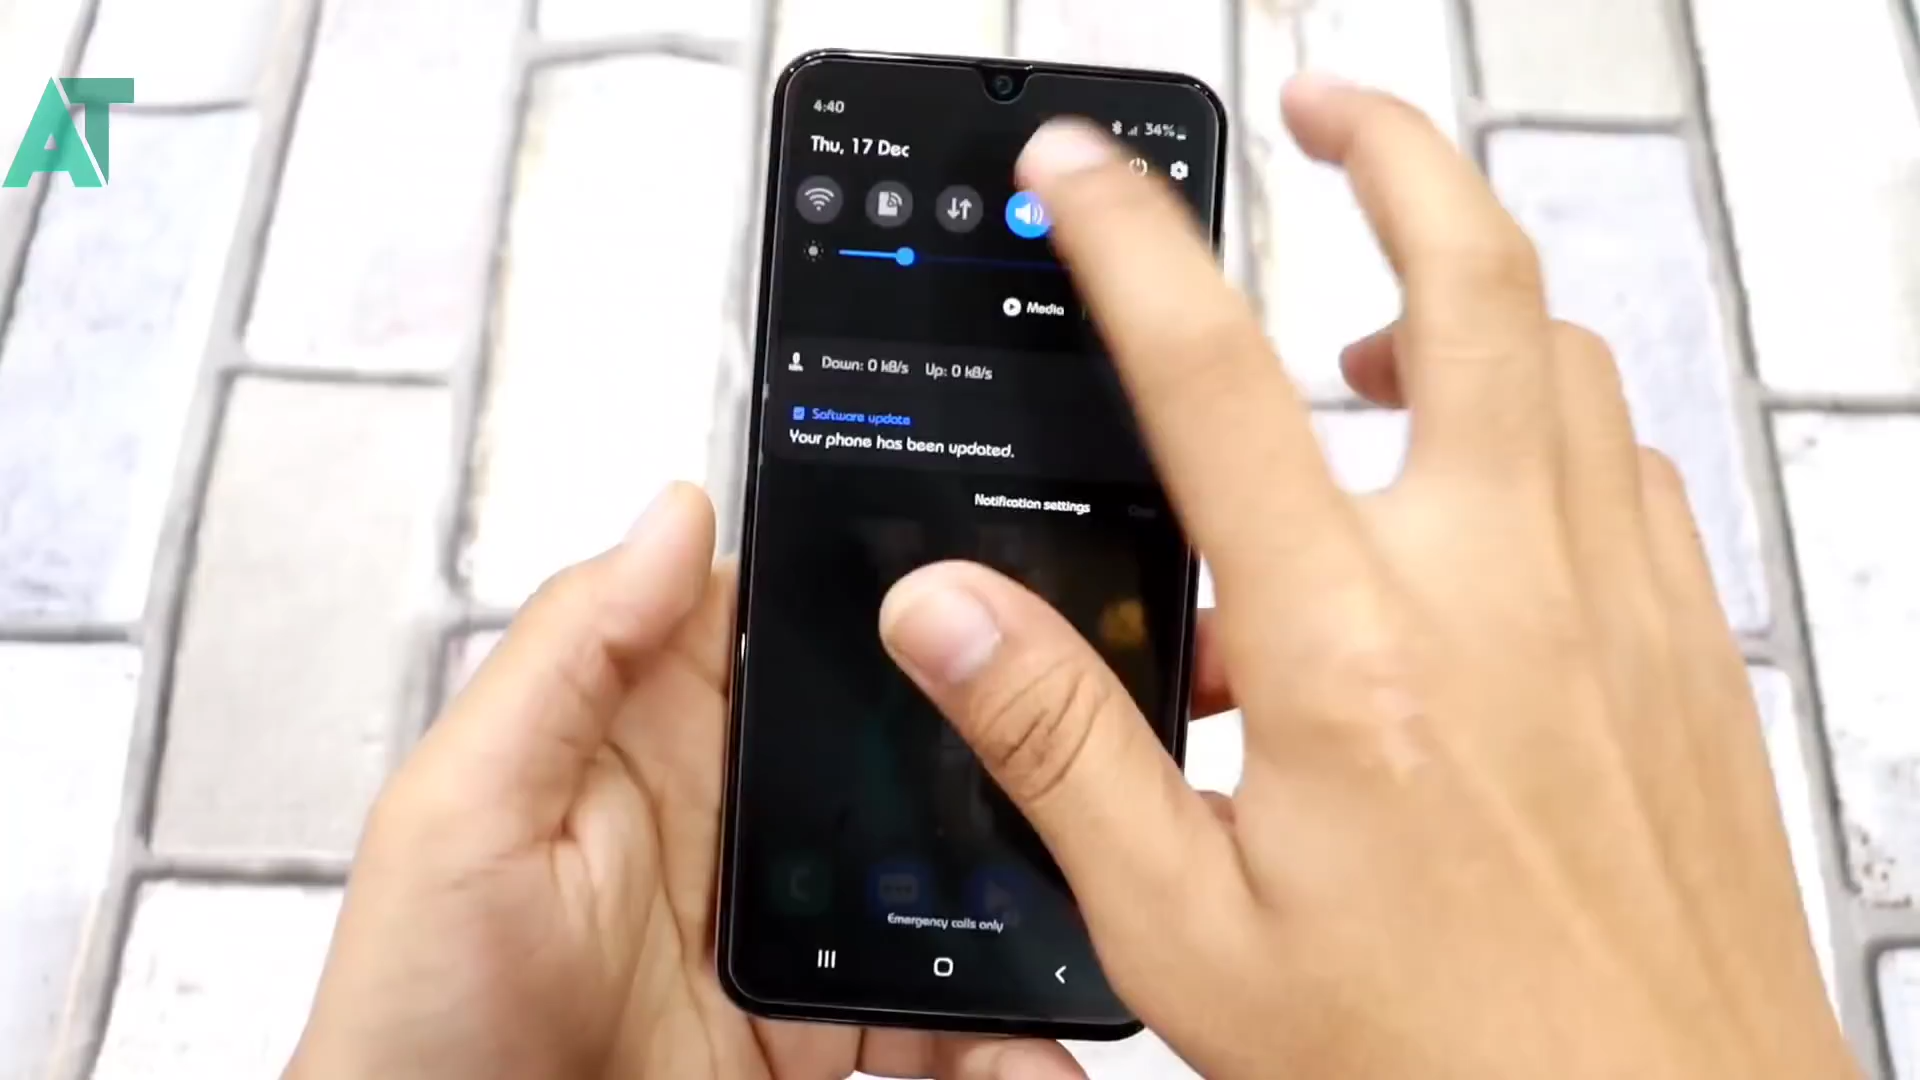 AT
4:40
34%
Thu, 17 Dec
Media
Down: 0 kB/s Up: 0 kB/s
Software update
Your phone has been updated.
Notification settings
Emergency calls only